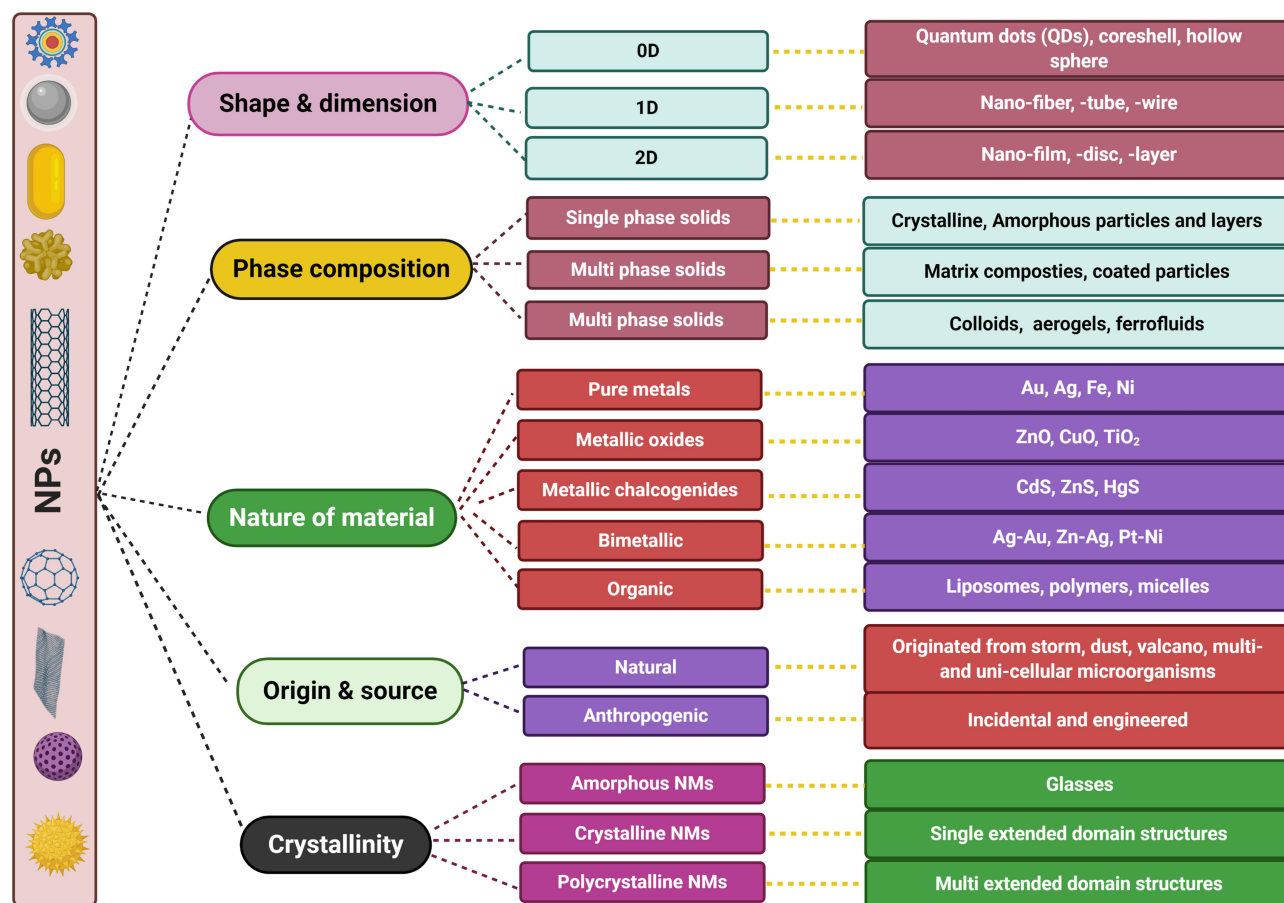 NPs
Shape & dimension
0D
Quantum dots (QDs), coreshell, hollow
sphere
1D
Nano-fiber, -tube, -wire
2D
Nano-film, -disc, -layer
Phase composition
Single phase solids
Crystalline, Amorphous particles and layers
Multi phase solids
Matrix composties, coated particles
Multi phase solids
Colloids, aerogels, ferrofluids
Nature of material
Pure metals
Au, Ag, Fe, Ni
Metallic oxides
ZnO, CuO, TiO₂
Metallic chalcogenides
CdS, ZnS, HgS
Bimetallic
Ag-Au, Zn-Ag, Pt-Ni
Organic
Liposomes, polymers, micelles
Origin & source
Natural
Originated from storm, dust, valcano, multi-
and uni-cellular microorganisms
Anthropogenic
Incidental and engineered
Crystallinity
Amorphous NMs
Glasses
Crystalline NMs
Single extended domain structures
Polycrystalline NMs
Multi extended domain structures